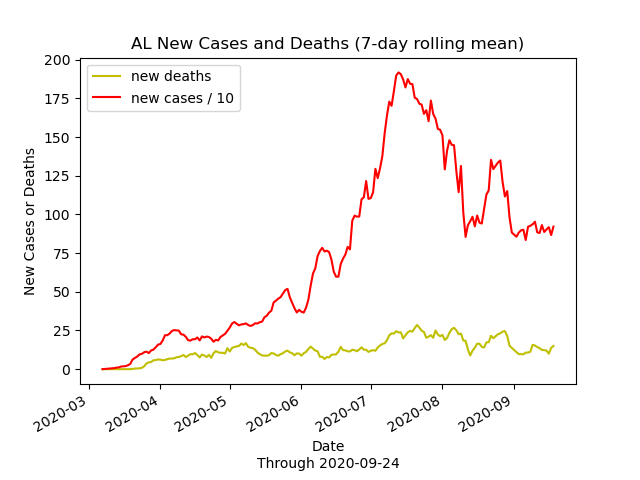 AL New Cases and Deaths (7-day rolling mean)
new deaths
new cases / 10
New Cases or Deaths
200
175
150
125
100
75
50
25
0
2020-03
2020-04
2020-05
2020-06
2020-07
2020-08
2020-09
Date
Through 2020-09-24